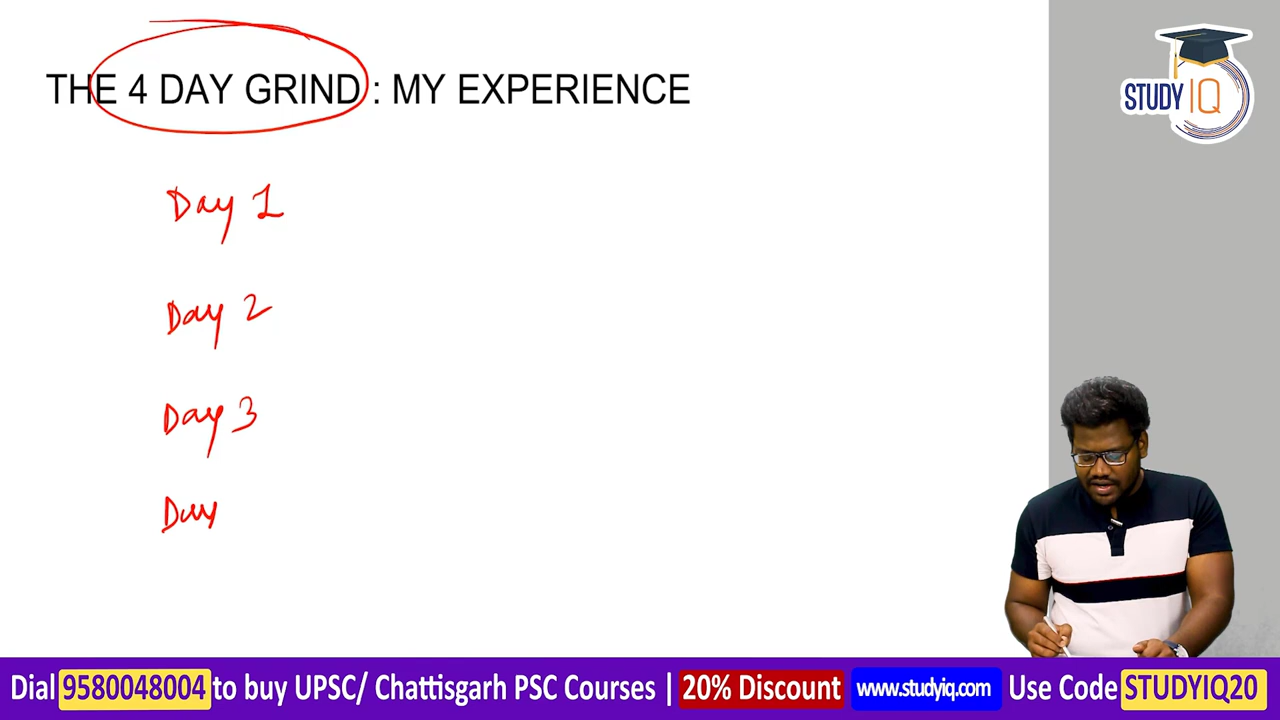 THE 4 DAY GRIND : MY EXPERIENCE
STUDY IQ
Day 1
Day 2
Day 3
Day
Dial 9580048004 to buy UPSC/ Chattisgarh PSC Courses | 20% Discount www.studyiq.com Use Code STUDYIQ20